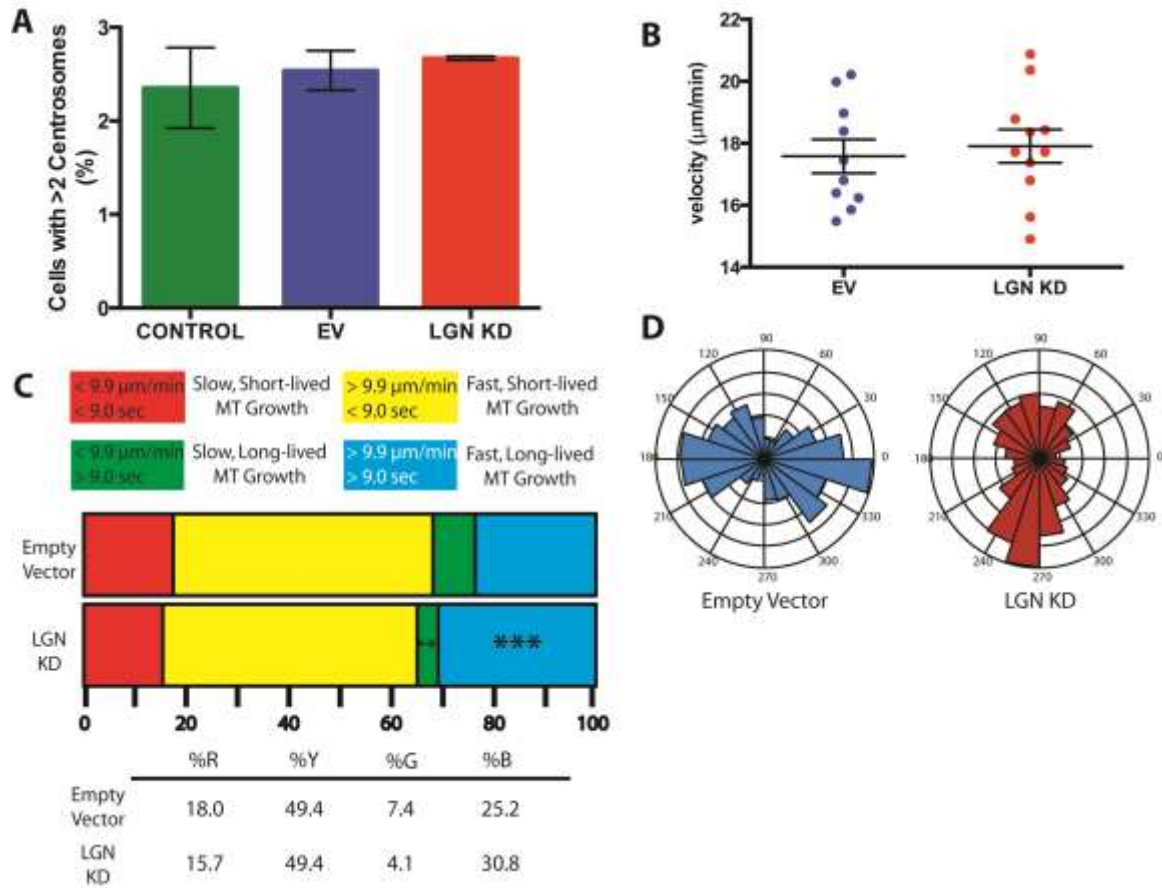 A
Cells with >2 Centrosomes
(%)
3
2
1
0
CONTROL
EV
LGN KD
B
velocity (µm/min)
22
20
18
16
14
EV
LGN KD
C
< 9.9 µm/min
< 9.0 sec
Slow, Short-lived
MT Growth
> 9.9 µm/min
< 9.0 sec
Fast, Short-lived
MT Growth
< 9.9 µm/min
> 9.0 sec
Slow, Long-lived
MT Growth
> 9.9 µm/min
> 9.0 sec
Fast, Long-lived
MT Growth
Empty
Vector
LGN
KD
**
***
0 20 40 60 80 100
%R %Y %G %B
Empty
Vector
18.0 49.4 7.4 25.2
LGN
KD
15.7 49.4 4.1 30.8
D
90
120 60
150 30
180 0
210 330
240 300
270
Empty Vector
90
120 60
150 30
180 0
210 330
240 300
270
LGN KD